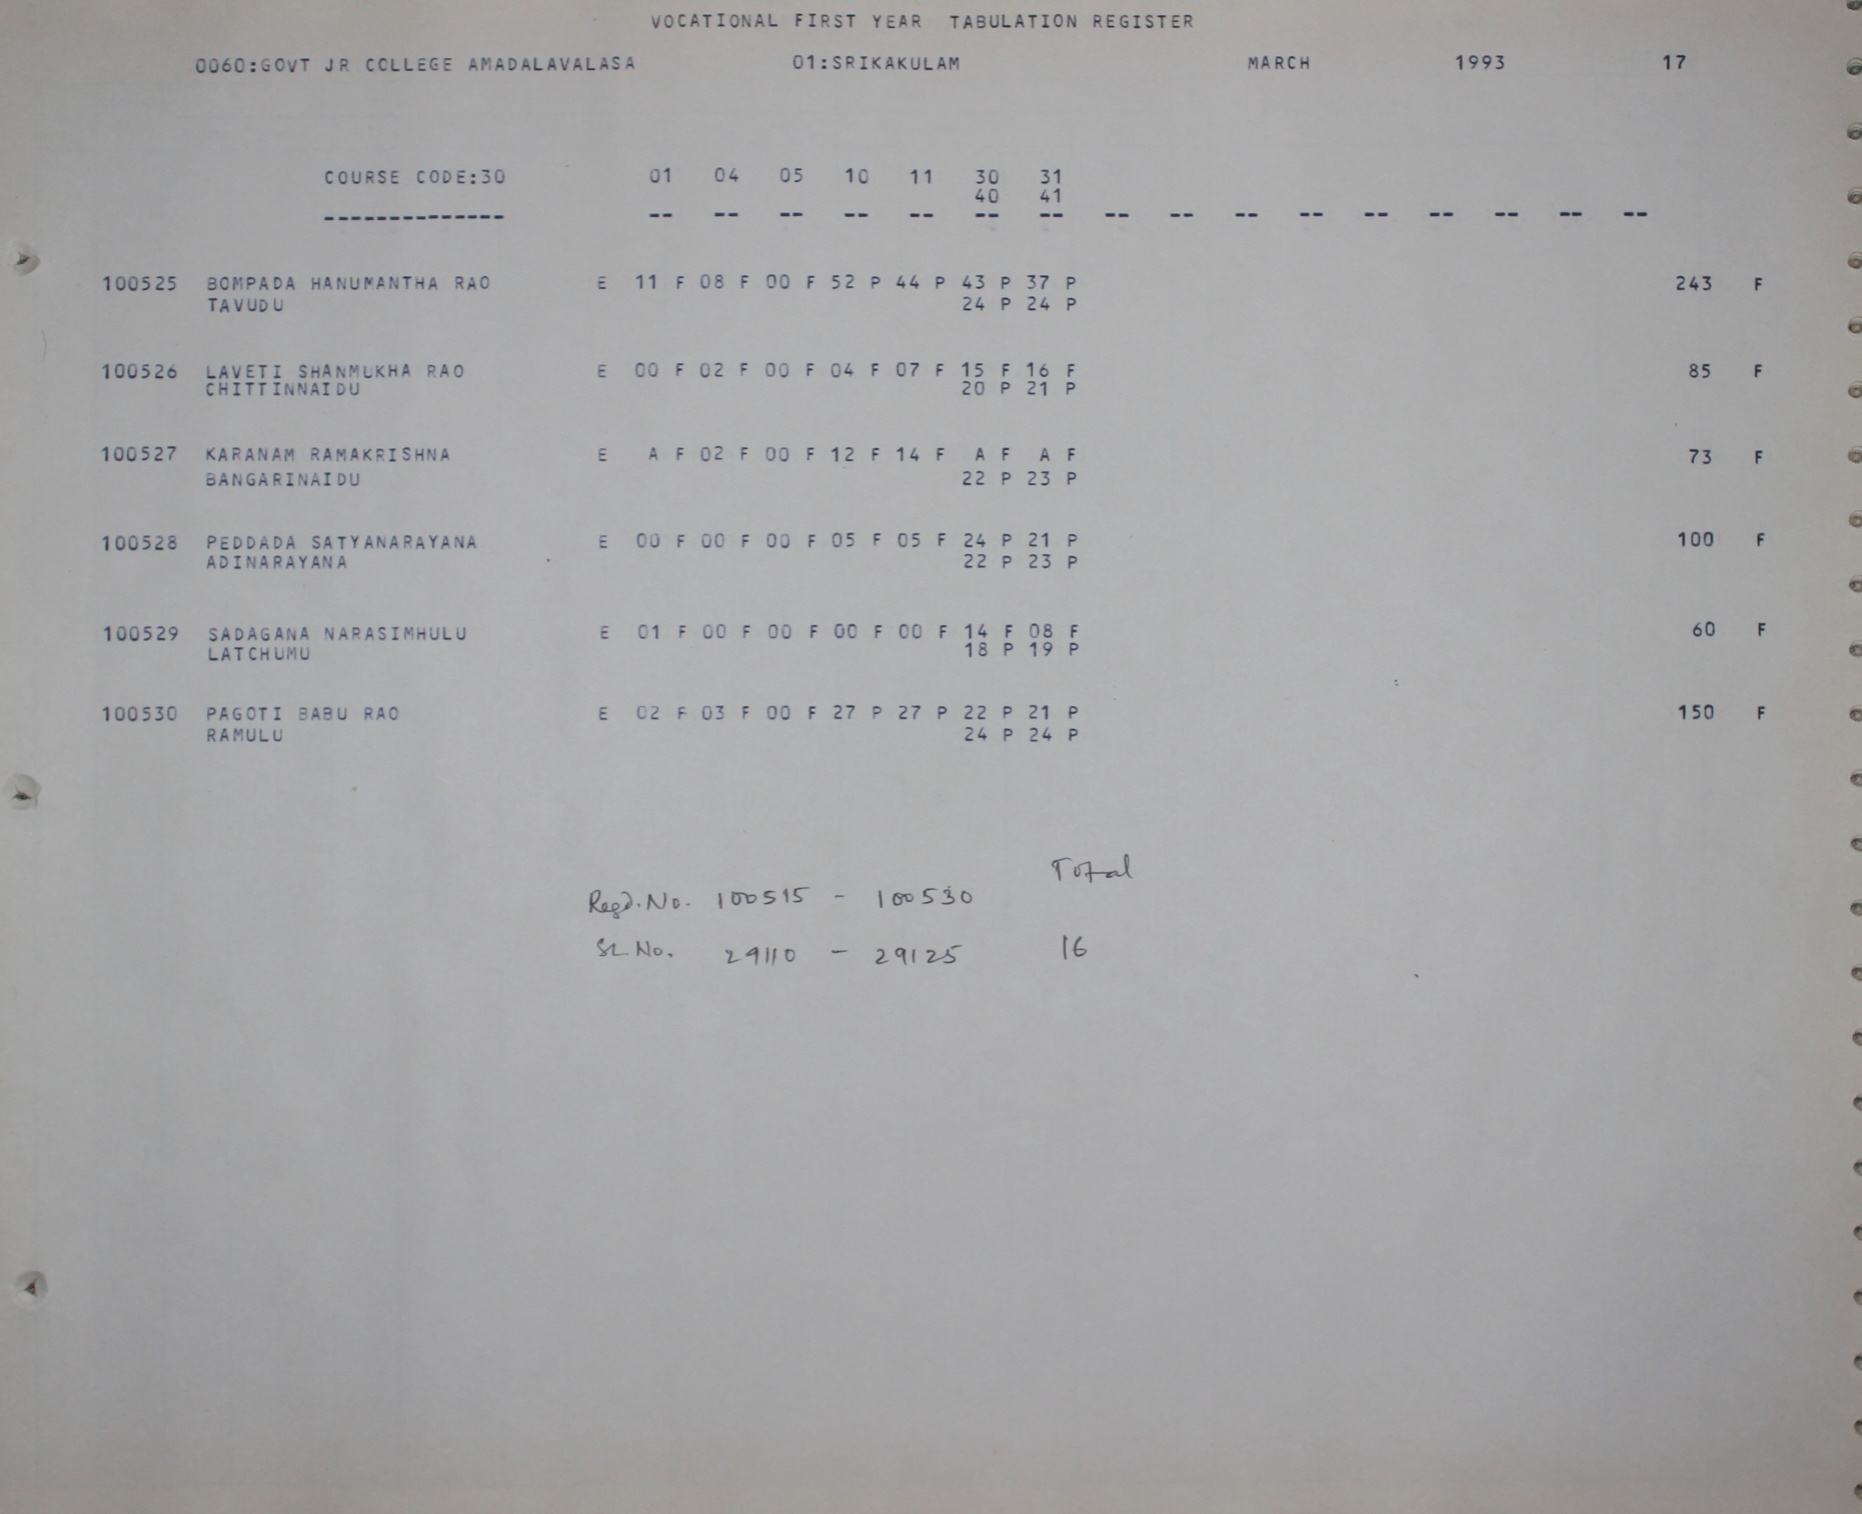 VOCATIONAL FIRST YEAR TABULATION REGISTER
0060:GOVT JR COLLEGE AMADALAVALASA 01:SRIKAKULAM MARCH 1993 17
COURSE CODE:30 01 04 05 10 11 30 31
40 41
-------------- -- -- -- -- -- -- -- -- -- -- -- -- -- -- -- --
100525 BOMPADA HANUMANTHA RAO E 11 F 08 F 00 F 52 P 44 P 43 P 37 P 243 F
TAVUDU 24 P 24 P
100526 LAVETI SHANMUKHA RAO E 00 F 02 F 00 F 04 F 07 F 15 F 16 F 85 F
CHITTINNAIDU 20 P 21 P
100527 KARANAM RAMAKRISHNA E A F 02 F 00 F 12 F 14 F A F A F 73 F
BANGARINAIDU 22 P 23 P
100528 PEDDADA SATYANARAYANA E 00 F 00 F 00 F 05 F 05 F 24 P 21 P 100 F
ADINARAYANA 22 P 23 P
100529 SADAGANA NARASIMHULU E 01 F 00 F 00 F 00 F 00 F 14 F 08 F 60 F
LATCHUMU 18 P 19 P
100530 PAGOTI BABU RAO E 02 F 03 F 00 F 27 P 27 P 22 P 21 P 150 F
RAMULU 24 P 24 P
Total
Regd.No. 100515 - 100530
SL No. 29110 - 29125 16